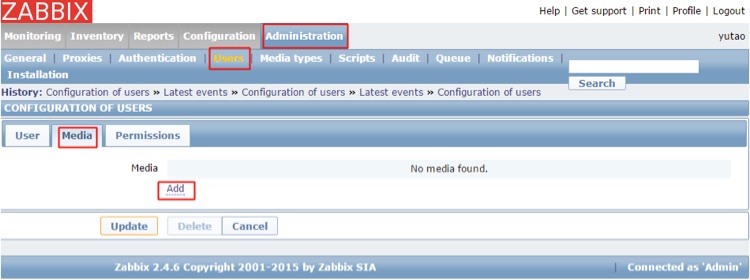 ZABBIX
Help | Get support | Print | Profile | Logout
Monitoring Inventory Reports Configuration Administration yutao
General | Proxies | Authentication | Users | Media types | Scripts | Audit | Queue | Notifications |
Installation
Search
History: Configuration of users » Latest events » Configuration of users » Latest events » Configuration of users
CONFIGURATION OF USERS
User Media Permissions
Media No media found.
Add
Update Delete Cancel
Zabbix 2.4.6 Copyright 2001-2015 by Zabbix SIA | Connected as 'Admin'